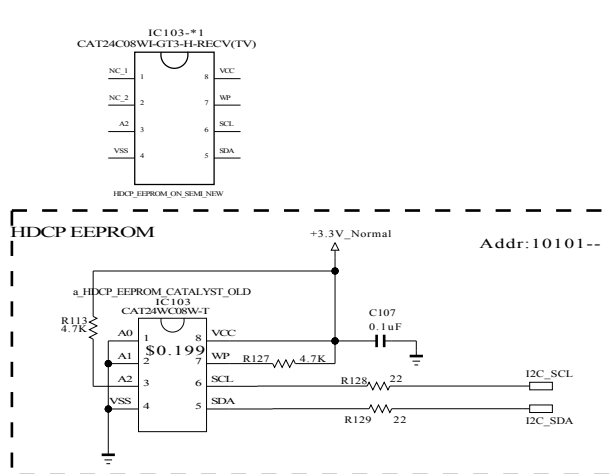 IC103-*1
CAT24C08WI-GT3-H-RECV(TV)
NC_1 1 8 VCC
NC_2 2 7 WP
A2 3 6 SCL
VSS 4 5 SDA
HDCP_EEPROM_ON_SEMI_NEW
HDCP EEPROM
+3.3V_Normal
Addr:10101--
a_HDCP_EEPROM_CATALYST_OLD
IC103
CAT24WC08W-T
C107
0.1uF
R113
4.7K
A0 1 8 VCC
$0.199
A1 2 7 WP R127 4.7K
A2 3 6 SCL R128 22 I2C_SCL
VSS 4 5 SDA
R129 22 I2C_SDA